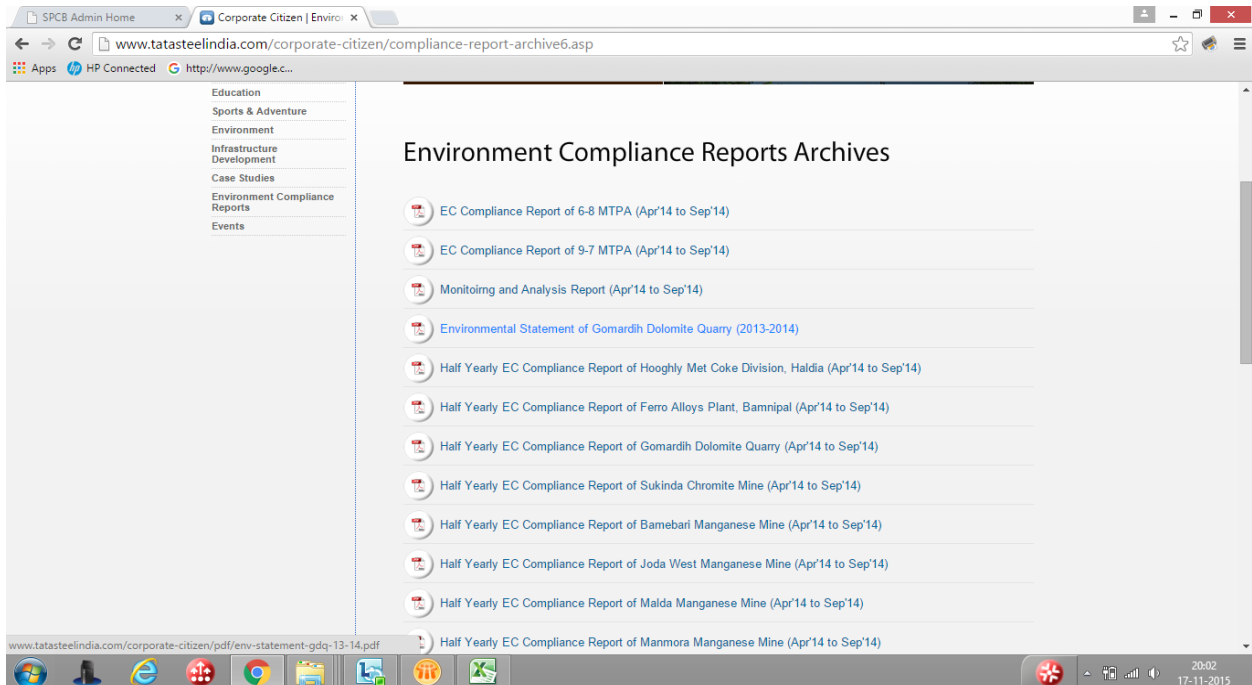 SPCB Admin Home
Corporate Citizen | Enviro
www.tatasteelindia.com/corporate-citizen/compliance-report-archive6.asp
Apps
HP Connected
http://www.google.c...
Education
Sports & Adventure
Environment
Infrastructure
Development
Case Studies
Environment Compliance
Reports
Events
Environment Compliance Reports Archives
EC Compliance Report of 6-8 MTPA (Apr'14 to Sep'14)
EC Compliance Report of 9-7 MTPA (Apr'14 to Sep'14)
Monitoirng and Analysis Report (Apr'14 to Sep'14)
Environmental Statement of Gomardih Dolomite Quarry (2013-2014)
Half Yearly EC Compliance Report of Hooghly Met Coke Division, Haldia (Apr'14 to Sep'14)
Half Yearly EC Compliance Report of Ferro Alloys Plant, Bamnipal (Apr'14 to Sep'14)
Half Yearly EC Compliance Report of Gomardih Dolomite Quarry (Apr'14 to Sep'14)
Half Yearly EC Compliance Report of Sukinda Chromite Mine (Apr'14 to Sep'14)
Half Yearly EC Compliance Report of Bamebari Manganese Mine (Apr'14 to Sep'14)
Half Yearly EC Compliance Report of Joda West Manganese Mine (Apr'14 to Sep'14)
Half Yearly EC Compliance Report of Malda Manganese Mine (Apr'14 to Sep'14)
Half Yearly EC Compliance Report of Manmora Manganese Mine (Apr'14 to Sep'14)
www.tatasteelindia.com/corporate-citizen/pdf/env-statement-gdq-13-14.pdf
20:02
17-11-2015